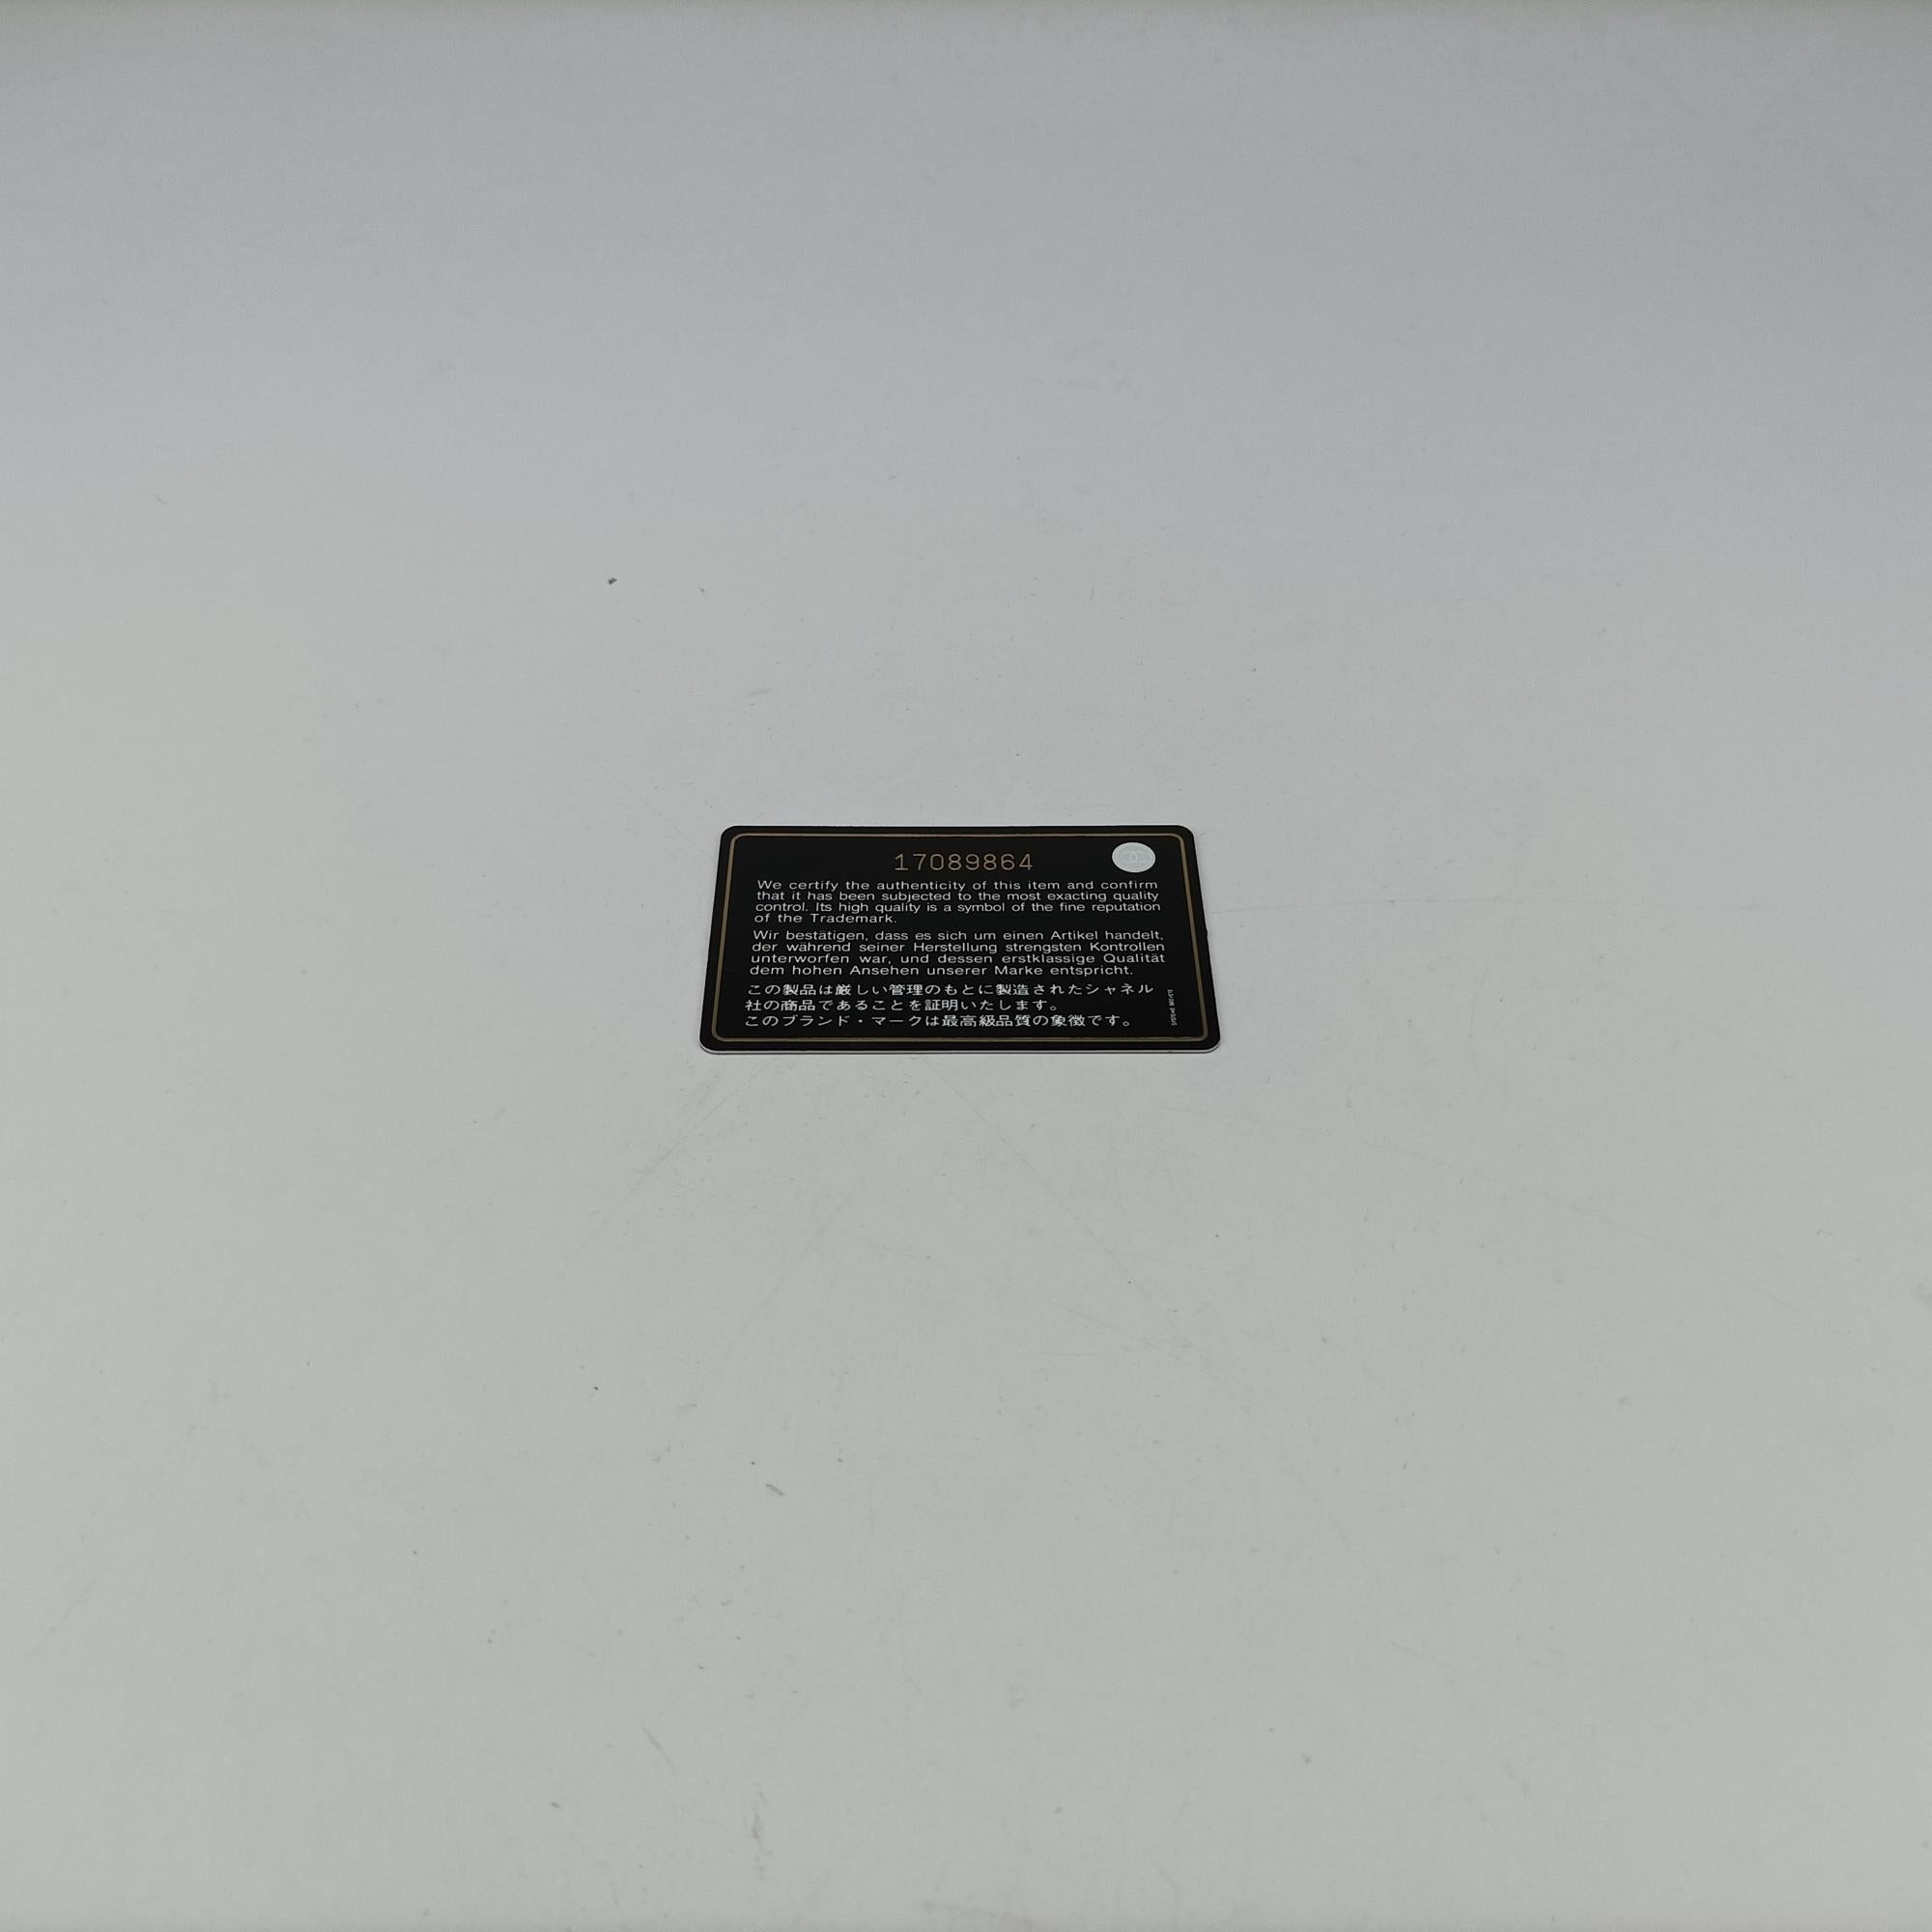 17089864
We certify the authenticity of this item and confirm
that it has been subjected to the most exacting quality
control. Its high quality is a symbol of the fine reputation
of the Trademark.
Wir bestätigen, dass es sich um einen Artikel handelt,
der während seiner Herstellung strengsten Kontrollen
unterworfen war, und dessen erstklassige Qualität
dem hohen Ansehen unserer Marke entspricht.
この製品は厳しい管理のもとに製造されたシャネル
社の商品であることを証明いたします。
このブランド・マークは最高級品質の象徴です。